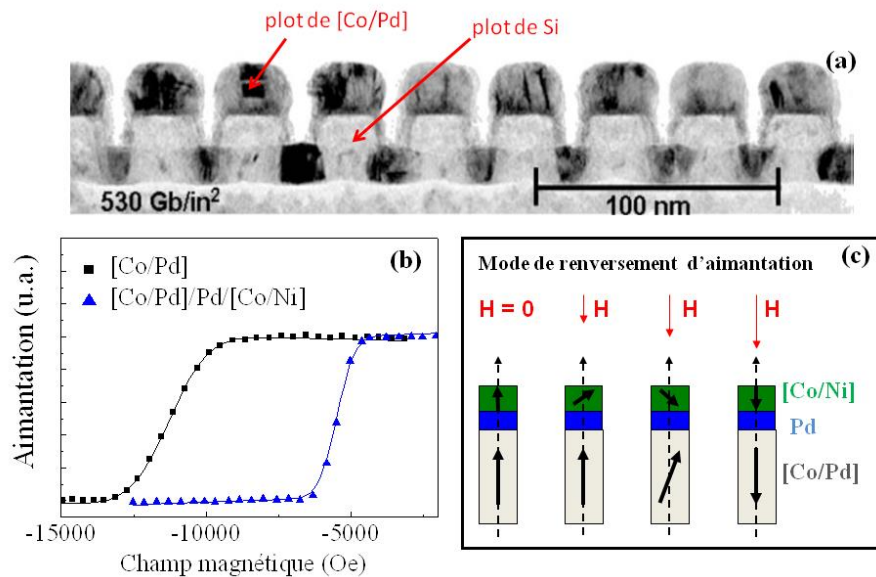 plot de [Co/Pd]
plot de Si
(a)
530 Gb/in²
100 nm
(b)
[Co/Pd]
[Co/Pd]/Pd/[Co/Ni]
Aimantation (u.a.)
-15000
-10000
-5000
Champ magnétique (Oe)
(c)
Mode de renversement d'aimantation
H = 0
H
H
H
[Co/Ni]
Pd
[Co/Pd]